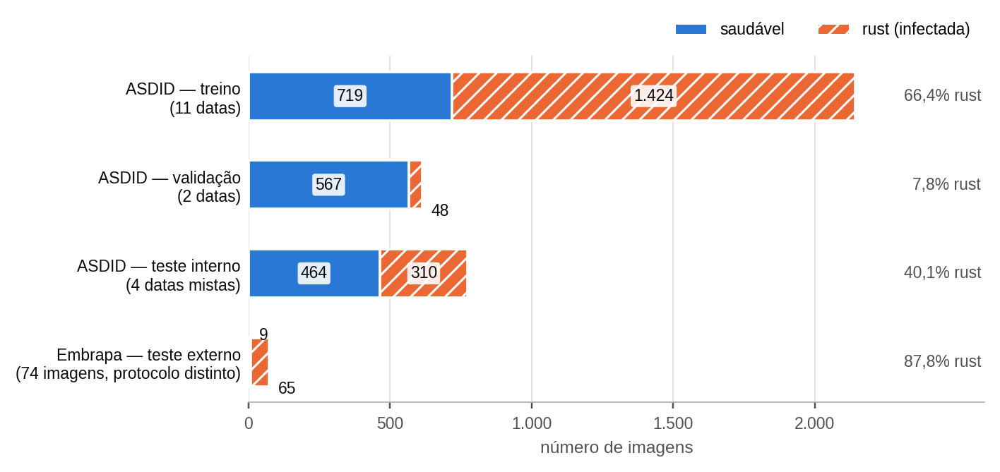 saudável
rust (infectada)
ASDID — treino
(11 datas)
719
1.424
66,4% rust
ASDID — validação
(2 datas)
567
48
7,8% rust
ASDID — teste interno
(4 datas mistas)
464
310
40,1% rust
Embrapa — teste externo
(74 imagens, protocolo distinto)
9
65
87,8% rust
0
500
1.000
1.500
2.000
número de imagens